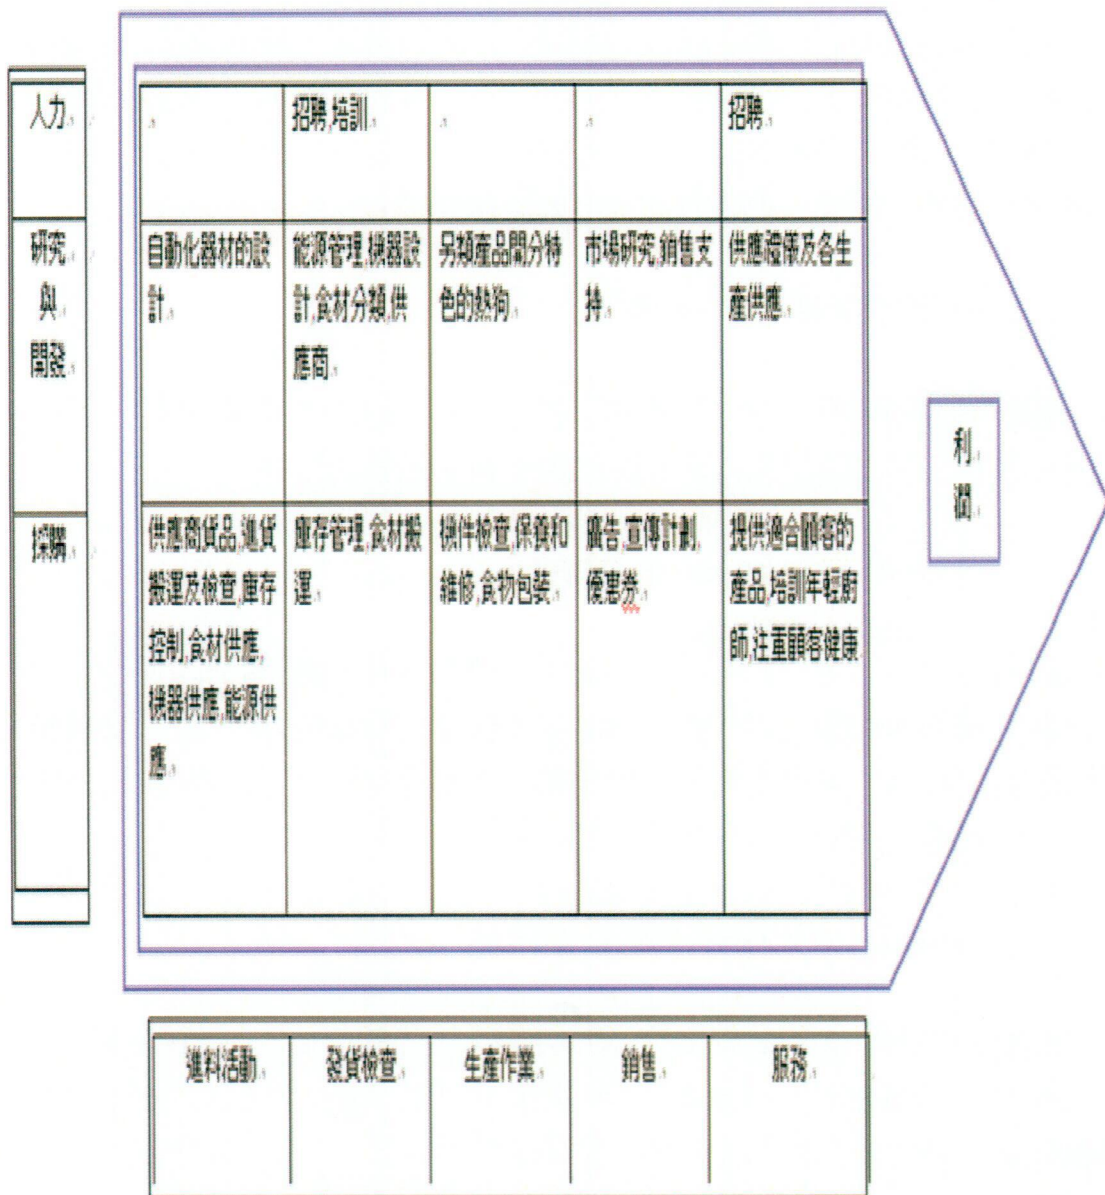 人力
招聘,培訓
招聘
研究
與
開發
自動化器材的設
計
能源管理,機器設
計,食材分類,供
應商
另類產品間分特
色的熱狗
市場研究,銷售支
持
供應禮儀及各生
產供應
利
潤
採購
供應商貨品,進貨
搬運及檢查,庫存
控制,食材供應,
機器供應,能源供
應
庫存管理,食材搬
運
機件檢查,保養和
維修,食物包裝
廣告,宣傳計劃,
優惠券
提供適合顧客的
產品,培訓年輕廚
師,注重顧客健康
進料活動
發貨檢查
生產作業
銷售
服務